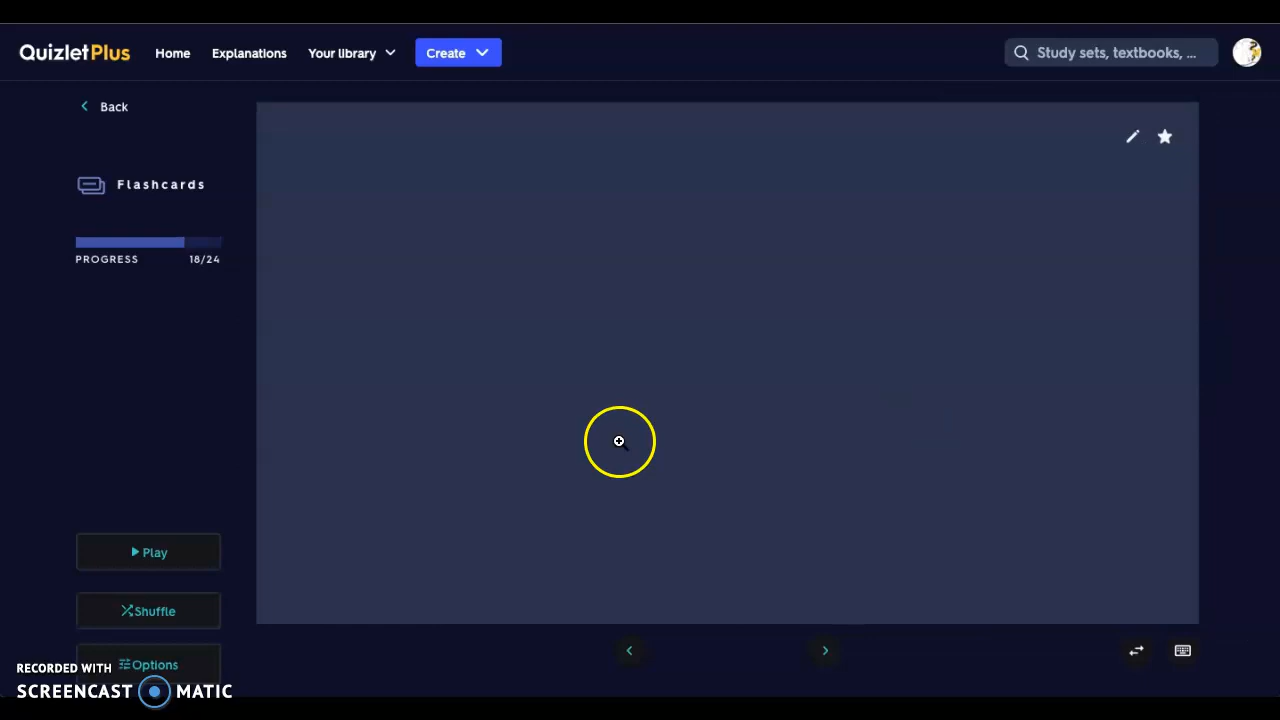 QuizletPlus Home Explanations Your library Create Study sets, textbooks, ...
Back
Flashcards
PROGRESS 18/24
Play
Shuffle
Options
RECORDED WITH
SCREENCAST MATIC